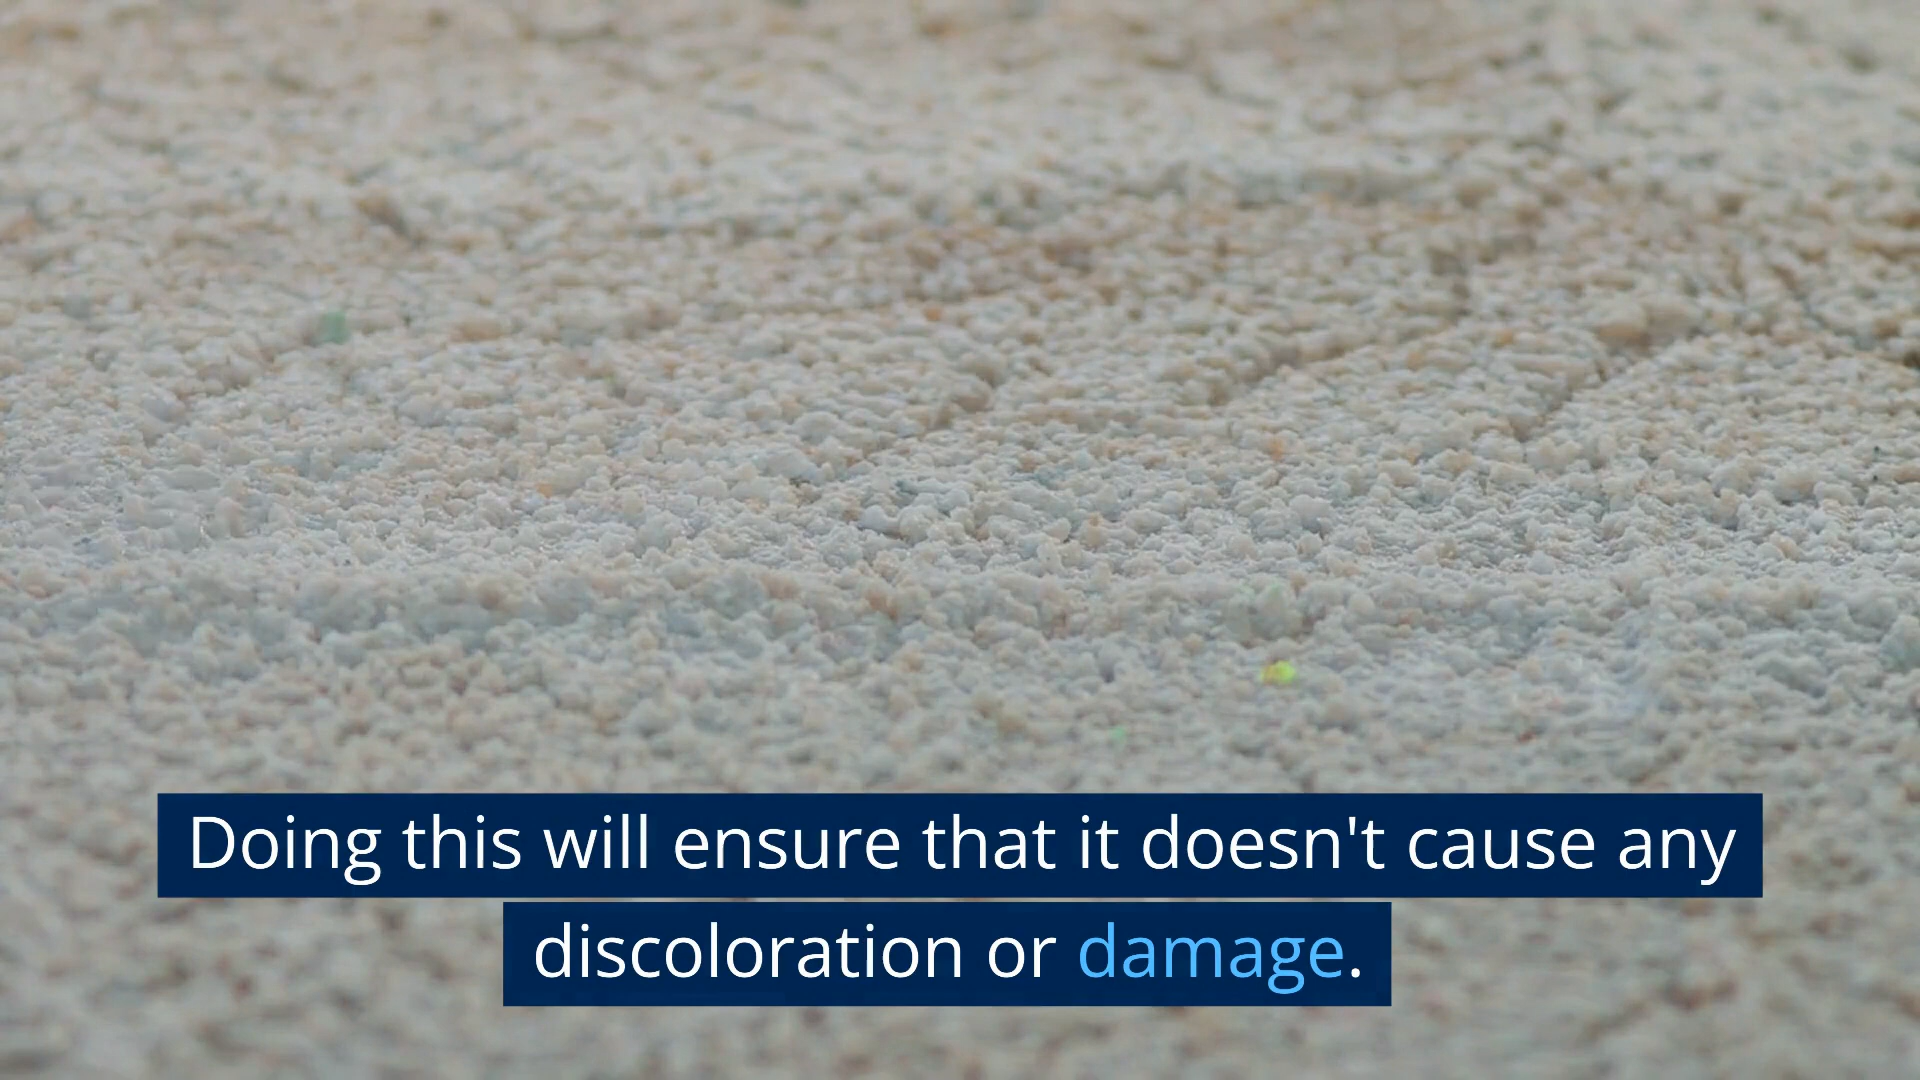 Doing this will ensure that it doesn't cause any
discoloration or damage.